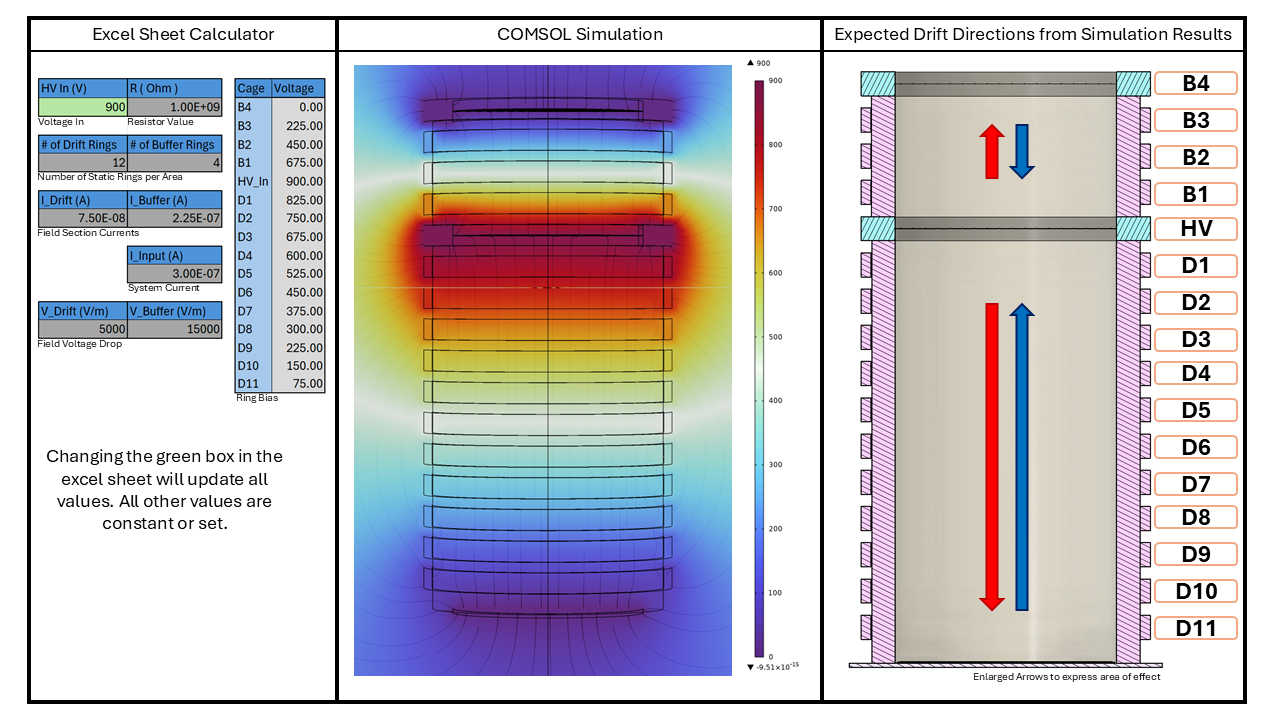 Excel Sheet Calculator
HV In (V) R ( Ohm )
900 1.00E+09
Voltage In Resistor Value
# of Drift Rings # of Buffer Rings
12 4
Number of Static Rings per Area
I_Drift (A) I_Buffer (A)
7.50E-08 2.25E-07
Field Section Currents
I_Input (A)
3.00E-07
System Current
V_Drift (V/m) V_Buffer (V/m)
5000 15000
Field Voltage Drop
Cage Voltage
B4 0.00
B3 225.00
B2 450.00
B1 675.00
HV_In 900.00
D1 825.00
D2 750.00
D3 675.00
D4 600.00
D5 525.00
D6 450.00
D7 375.00
D8 300.00
D9 225.00
D10 150.00
D11 75.00
Ring Bias
Changing the green box in the
excel sheet will update all
values. All other values are
constant or set.
COMSOL Simulation
▲ 900
900
800
700
600
500
400
300
200
100
0
▼ -9.51×10⁻¹⁵
Expected Drift Directions from Simulation Results
B4
B3
B2
B1
HV
D1
D2
D3
D4
D5
D6
D7
D8
D9
D10
D11
Enlarged Arrows to express area of effect